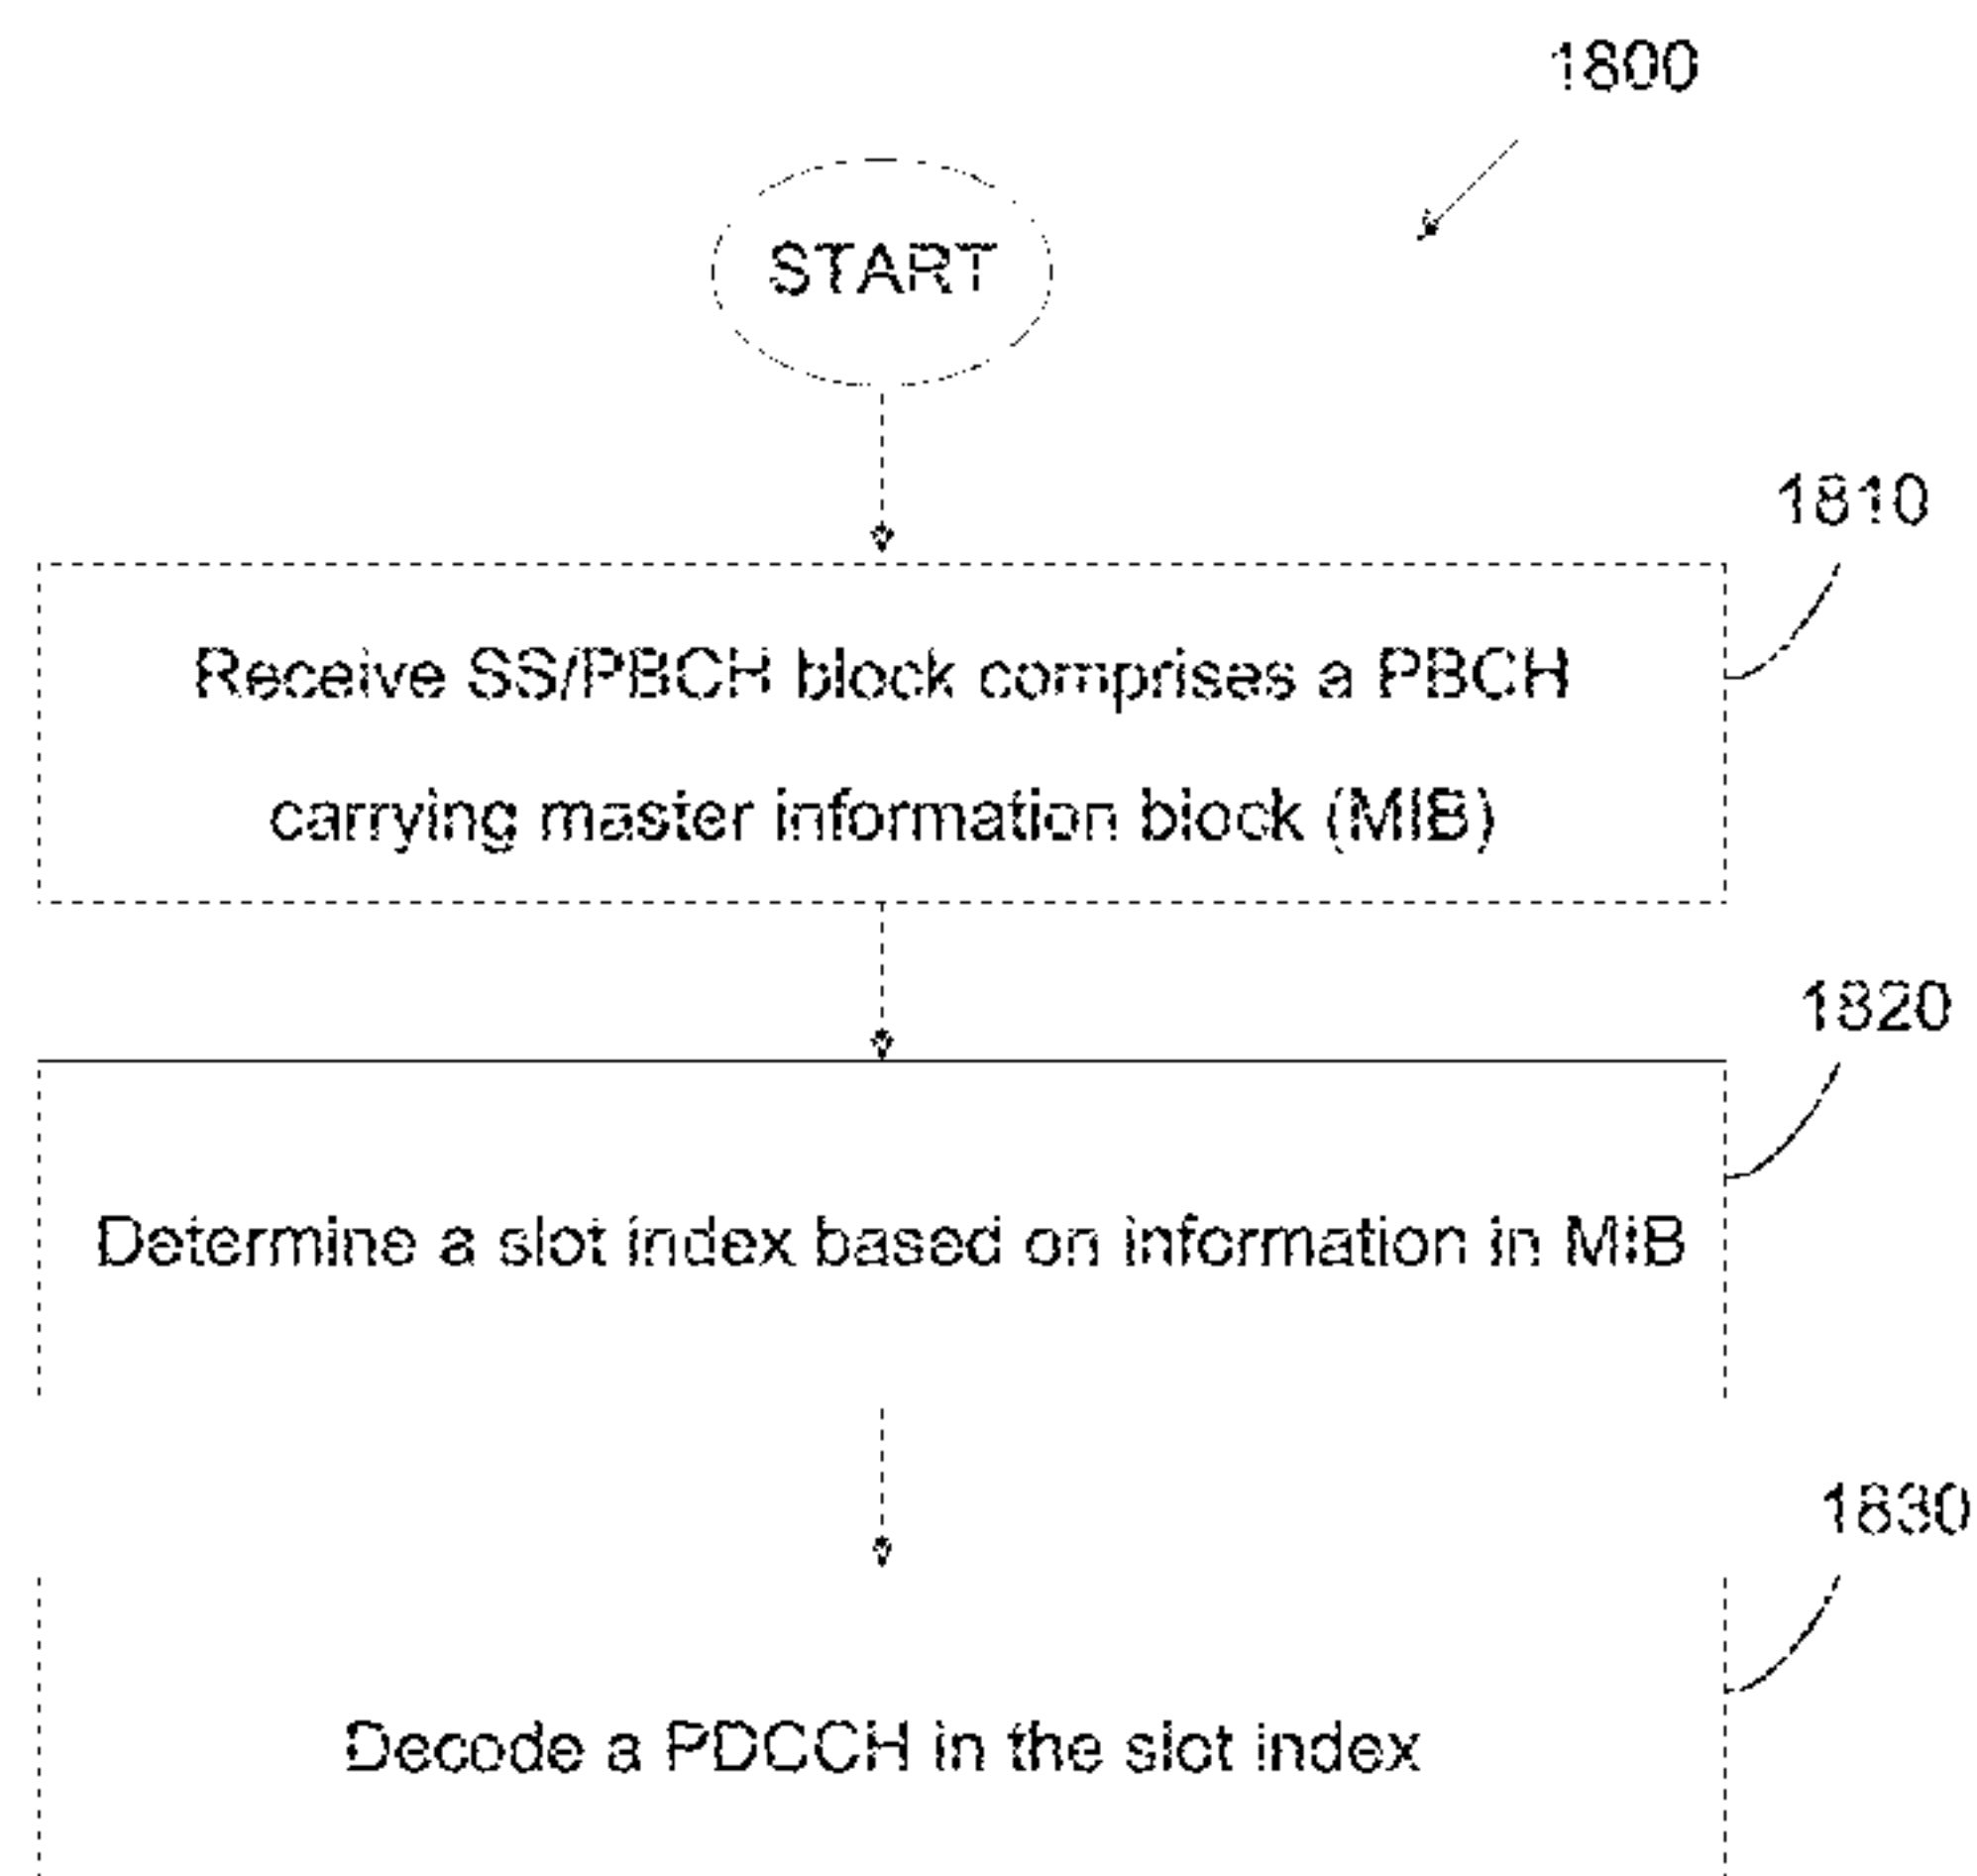 1800
START
1810
Receive SS/PBCH block comprises a PBCH
carrying master information block (MIB)
1820
Determine a slot index based on information in MIB
1830
Decode a PDCCH in the slot index